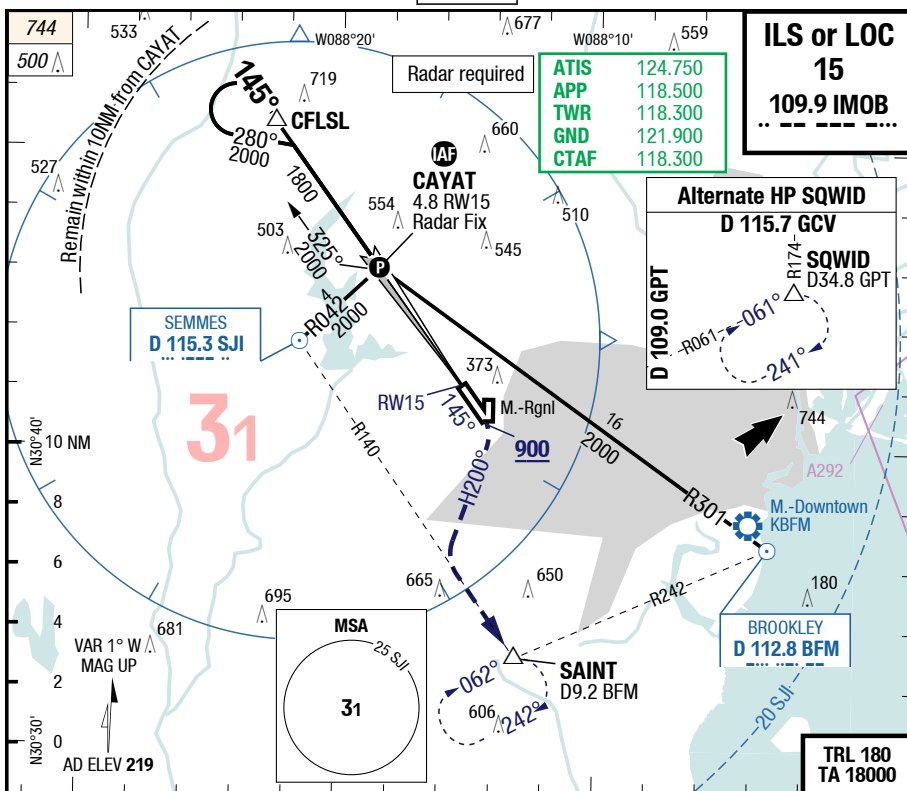 744
500
533
W088°20'
677
W088°10'
559
ILS or LOC
15
109.9 IMOB
Radar required
ATIS 124.750
APP 118.500
TWR 118.300
GND 121.900
CTAF 118.300
Remain within 10NM from CAYAT
145°
719
CFLSL
280°
2000
1800
527
660
IAF
CAYAT
4.8 RW15
Radar Fix
554
510
503
545
325°
2000
P
4
R042
2000
Alternate HP SQWID
D 115.7 GCV
R174
SQWID
D34.8 GPT
D 109.0 GPT
R061
061°
241°
SEMMES
D 115.3 SJI
373
RW15
145°
M.-Rgnl
900
31
R140
H200°
16
2000
R301
744
A292
M.-Downtown
KBFM
N30°40'
10 NM
8
6
4
2
0
N30°30'
665
650
695
681
R242
180
BROOKLEY
D 112.8 BFM
VAR 1° W
MAG UP
AD ELEV 219
MSA
25 SJI
31
SAINT
D9.2 BFM
062°
242°
606
20 SJI
TRL 180
TA 18000